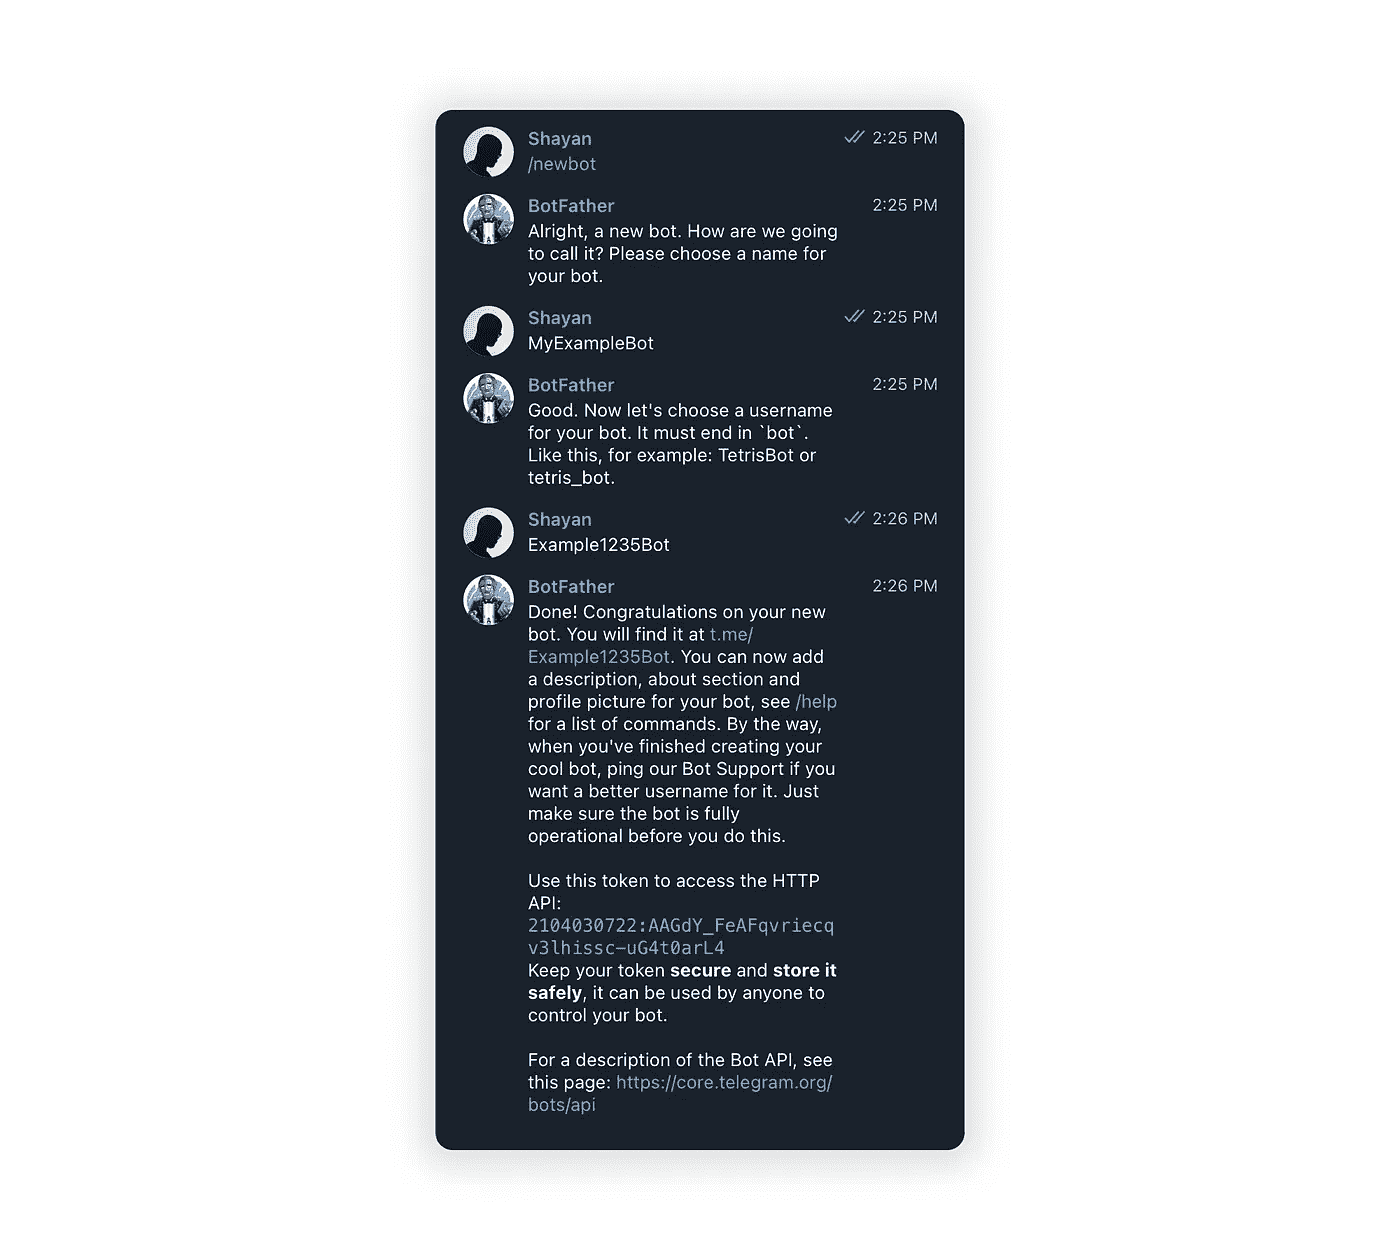 Shayan 2:25 PM
/newbot
BotFather 2:25 PM
Alright, a new bot. How are we going
to call it? Please choose a name for
your bot.
Shayan 2:25 PM
MyExampleBot
BotFather 2:25 PM
Good. Now let's choose a username
for your bot. It must end in `bot`.
Like this, for example: TetrisBot or
tetris_bot.
Shayan 2:26 PM
Example1235Bot
BotFather 2:26 PM
Done! Congratulations on your new
bot. You will find it at t.me/
Example1235Bot. You can now add
a description, about section and
profile picture for your bot, see /help
for a list of commands. By the way,
when you've finished creating your
cool bot, ping our Bot Support if you
want a better username for it. Just
make sure the bot is fully
operational before you do this.
Use this token to access the HTTP
API:
2104030722:AAGdY_FeAFqvriecq
v3lhissc-uG4t0arL4
Keep your token secure and store it
safely, it can be used by anyone to
control your bot.
For a description of the Bot API, see
this page: https://core.telegram.org/
bots/api